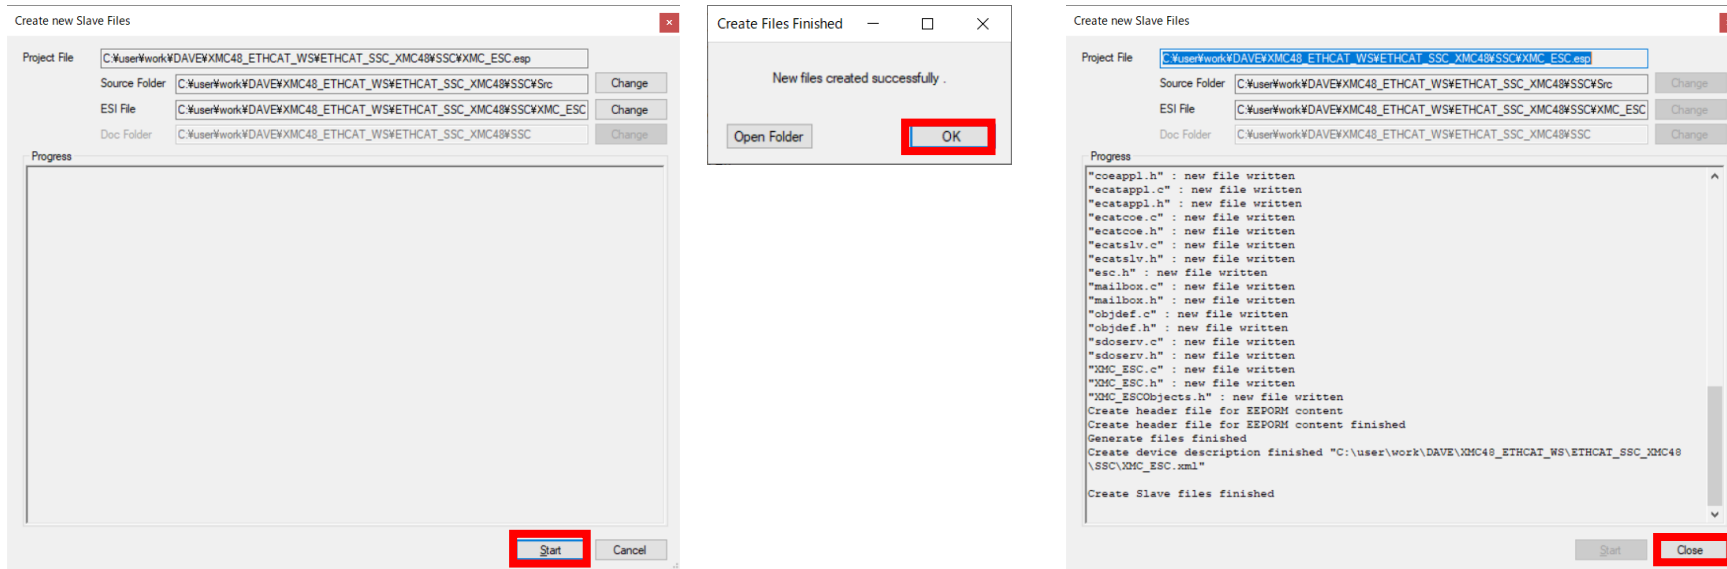 Create new Slave Files
×
Project File C:¥user¥work¥DAVE¥XMC48_ETHCAT_WS¥ETHCAT_SSC_XMC48¥SSC¥XMC_ESC.esp
Source Folder C:¥user¥work¥DAVE¥XMC48_ETHCAT_WS¥ETHCAT_SSC_XMC48¥SSC¥Src Change
ESI File C:¥user¥work¥DAVE¥XMC48_ETHCAT_WS¥ETHCAT_SSC_XMC48¥SSC¥XMC_ESC Change
Doc Folder C:¥user¥work¥DAVE¥XMC48_ETHCAT_WS¥ETHCAT_SSC_XMC48¥SSC Change
Progress
Start Cancel
Create Files Finished
New files created successfully .
Open Folder OK
Create new Slave Files
Project File C:¥user¥work¥DAVE¥XMC48_ETHCAT_WS¥ETHCAT_SSC_XMC48¥SSC¥XMC_ESC.esp
Source Folder C:¥user¥work¥DAVE¥XMC48_ETHCAT_WS¥ETHCAT_SSC_XMC48¥SSC¥Src Change
ESI File C:¥user¥work¥DAVE¥XMC48_ETHCAT_WS¥ETHCAT_SSC_XMC48¥SSC¥XMC_ESC Change
Doc Folder C:¥user¥work¥DAVE¥XMC48_ETHCAT_WS¥ETHCAT_SSC_XMC48¥SSC Change
Progress
"coeappl.h" : new file written
"ecatappl.c" : new file written
"ecatappl.h" : new file written
"ecatcoe.c" : new file written
"ecatcoe.h" : new file written
"ecatslv.c" : new file written
"ecatslv.h" : new file written
"esc.h" : new file written
"mailbox.c" : new file written
"mailbox.h" : new file written
"objdef.c" : new file written
"objdef.h" : new file written
"sdoserv.c" : new file written
"sdoserv.h" : new file written
"XMC_ESC.c" : new file written
"XMC_ESC.h" : new file written
"XMC_ESCObjects.h" : new file written
Create header file for EEPORM content
Create header file for EEPORM content finished
Generate files finished
Create device description finished "C:\user\work\DAVE\XMC48_ETHCAT_WS\ETHCAT_SSC_XMC48
\SSC\XMC_ESC.xml"
Create Slave files finished
Start Close